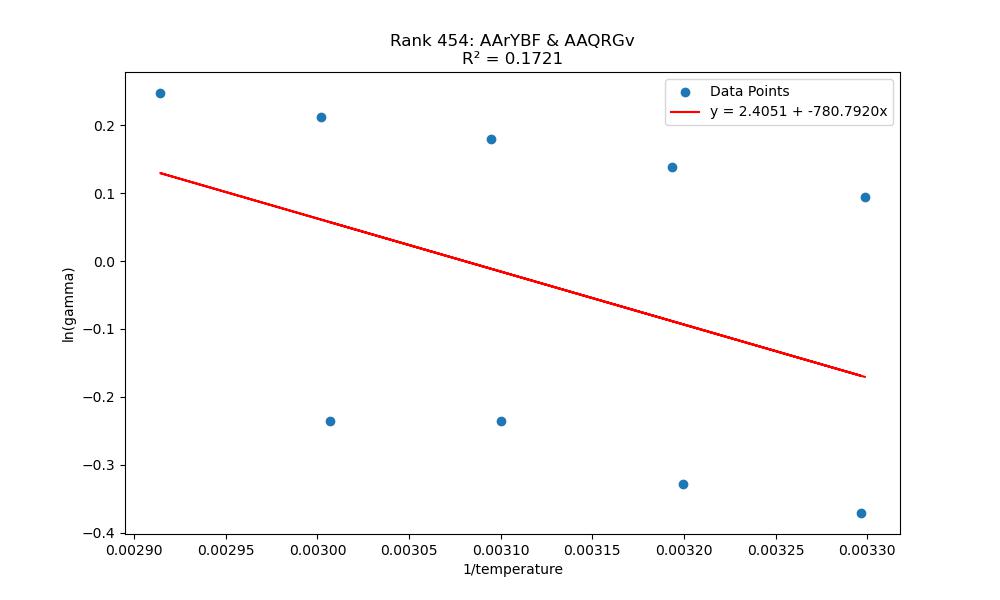 Rank 454: AArYBF & AAQRGv
R² = 0.1721
Data Points
y = 2.4051 + -780.7920x
ln(gamma)
0.2
0.1
0.0
−0.1
−0.2
−0.3
−0.4
0.00290 0.00295 0.00300 0.00305 0.00310 0.00315 0.00320 0.00325 0.00330
1/temperature